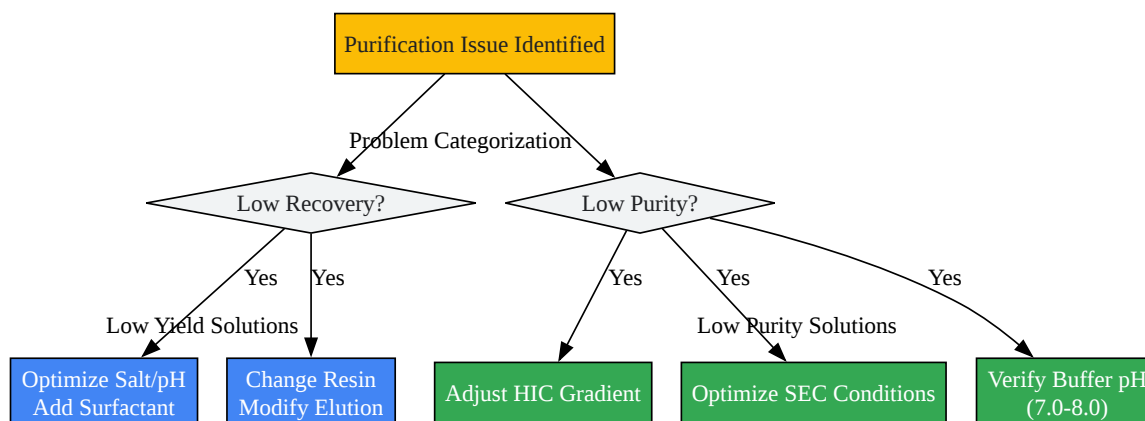 Purification Issue Identified
Problem Categorization
Low Recovery?
Low Purity?
Yes
Yes
Yes
Yes
Yes
Low Yield Solutions
Low Purity Solutions
Optimize Salt/pH
Add Surfactant
Change Resin
Modify Elution
Adjust HIC Gradient
Optimize SEC Conditions
Verify Buffer pH
(7.0-8.0)